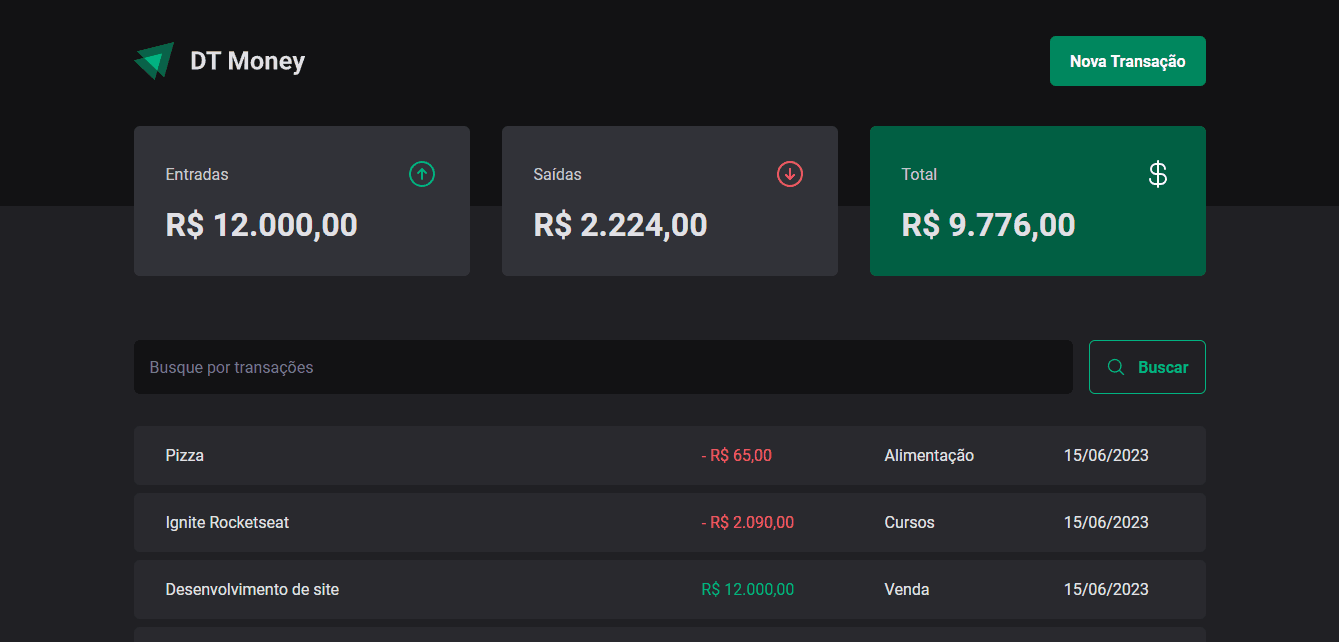 DT Money
Nova Transação
Entradas
R$ 12.000,00
Saídas
R$ 2.224,00
Total
$
R$ 9.776,00
Busque por transações
Buscar
Pizza - R$ 65,00 Alimentação 15/06/2023
Ignite Rocketseat - R$ 2.090,00 Cursos 15/06/2023
Desenvolvimento de site R$ 12.000,00 Venda 15/06/2023